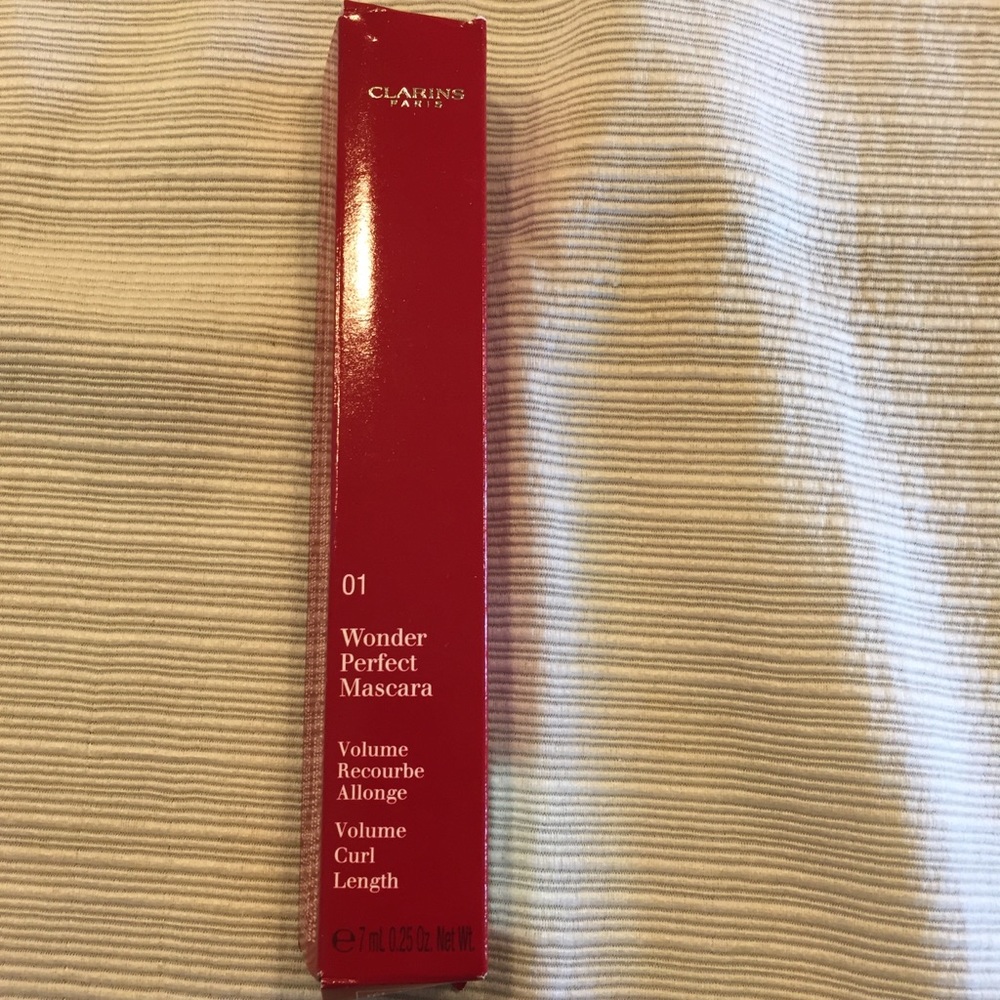 CLARINS
PARIS
01
Wonder
Perfect
Mascara
Volume
Recourbe
Allonge
Volume
Curl
Length
℮ 7 mL 0.25 Oz. Net Wt.